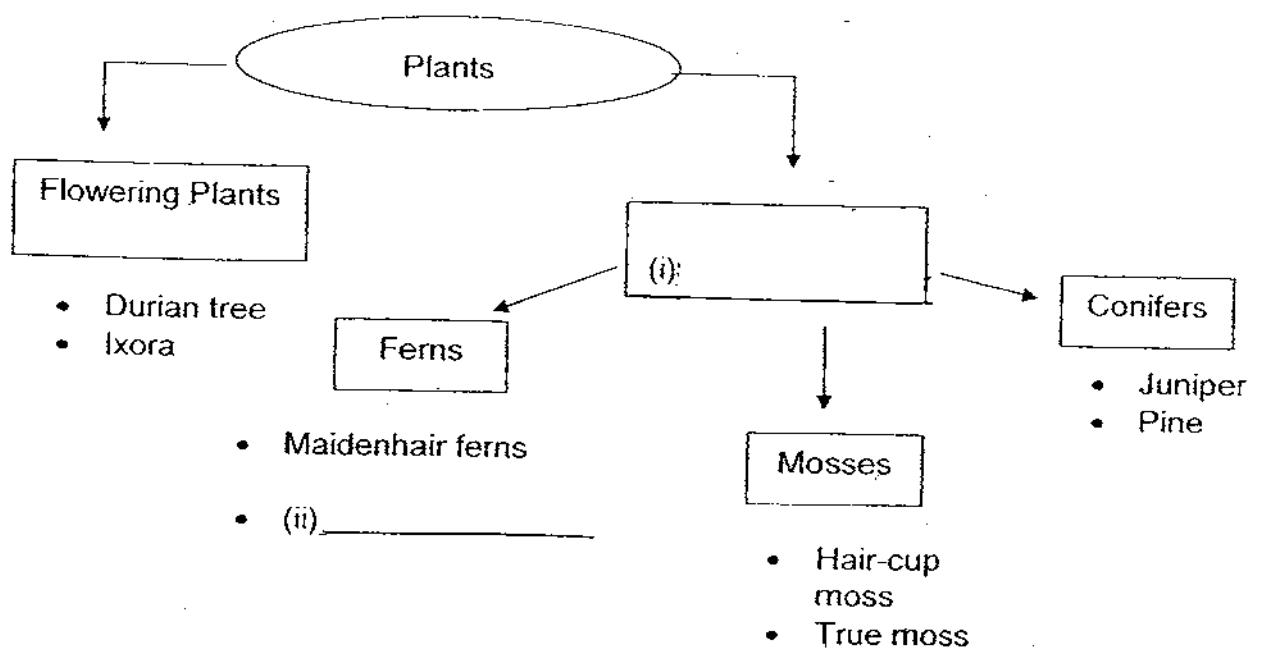 Plants
Flowering Plants
• Durian tree
• Ixora
(i):
Ferns
• Maidenhair ferns
• (ii)
Mosses
• Hair-cup
moss
• True moss
Conifers
• Juniper
• Pine